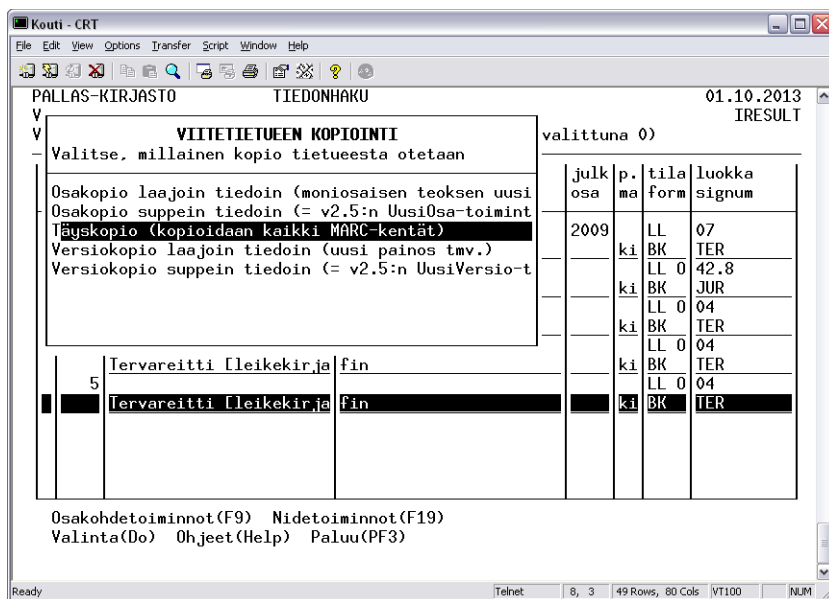 Kouti - CRT
File Edit View Options Transfer Script Window Help
PALLAS-KIRJASTO TIEDONHAKU 01.10.2013
V IRESULT
V VIITETIETUEEN KOPIOINTI valittuna 0)
Valitse, millainen kopio tietueesta otetaan
julk p. tila luokka
Osakopio laajoin tiedoin (moniosaisen teoksen uusi osa ma form signum
Osakopio suppein tiedoin (= v2.5:n UusiOsa-toimint
Täyskopio (kopioidaan kaikki MARC-kentät) 2009 LL 07
Versiokopio laajoin tiedoin (uusi painos tmv.) ki BK TER
Versiokopio suppein tiedoin (= v2.5:n UusiVersio-t LL 0 42.8
ki BK JUR
LL 0 04
ki BK TER
LL 0 04
Tervareitti [leikekirja fin ki BK TER
5 LL 0 04
Tervareitti [leikekirja fin ki BK TER
Osakohdetoiminnot(F9) Nidetoiminnot(F19)
Valinta(Do) Ohjeet(Help) Paluu(PF3)
Ready Telnet 8, 3 49 Rows, 80 Cols VT100 NUM